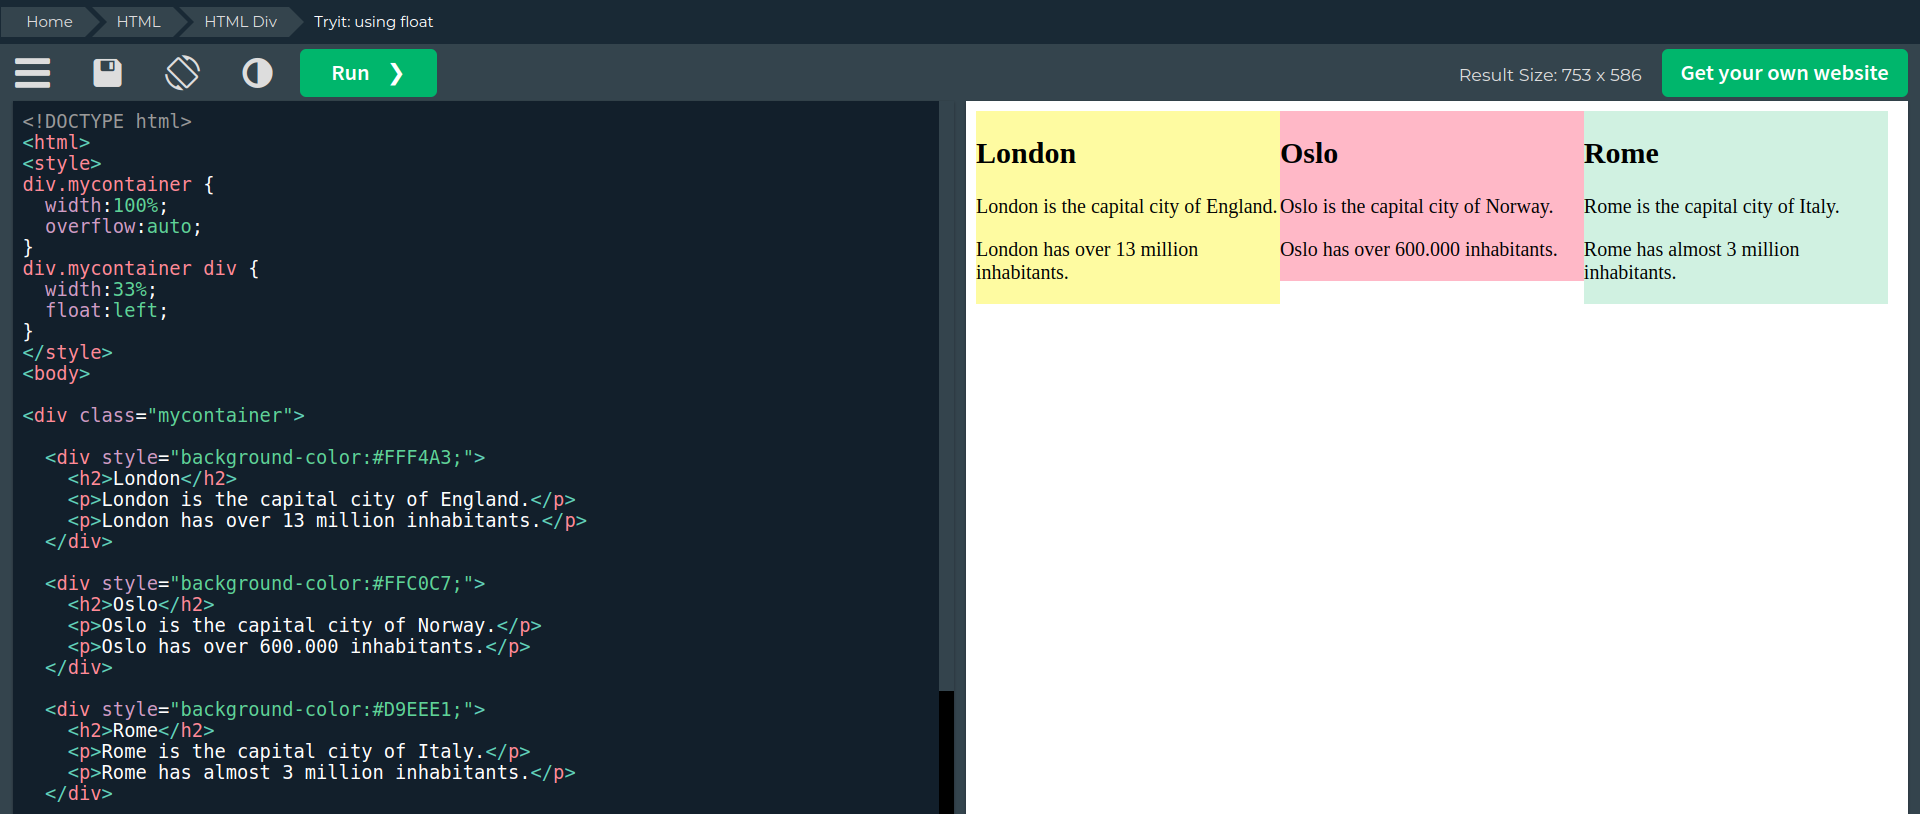 Home HTML HTML Div Tryit: using float
Run ❯ Result Size: 753 x 586 Get your own website
<!DOCTYPE html>
<html>
<style>
div.mycontainer {
  width:100%;
  overflow:auto;
}
div.mycontainer div {
  width:33%;
  float:left;
}
</style>
<body>

<div class="mycontainer">

  <div style="background-color:#FFF4A3;">
    <h2>London</h2>
    <p>London is the capital city of England.</p>
    <p>London has over 13 million inhabitants.</p>
  </div>

  <div style="background-color:#FFC0C7;">
    <h2>Oslo</h2>
    <p>Oslo is the capital city of Norway.</p>
    <p>Oslo has over 600.000 inhabitants.</p>
  </div>

  <div style="background-color:#D9EEE1;">
    <h2>Rome</h2>
    <p>Rome is the capital city of Italy.</p>
    <p>Rome has almost 3 million inhabitants.</p>
  </div>
London
London is the capital city of England.
London has over 13 million
inhabitants.
Oslo
Oslo is the capital city of Norway.
Oslo has over 600.000 inhabitants.
Rome
Rome is the capital city of Italy.
Rome has almost 3 million
inhabitants.